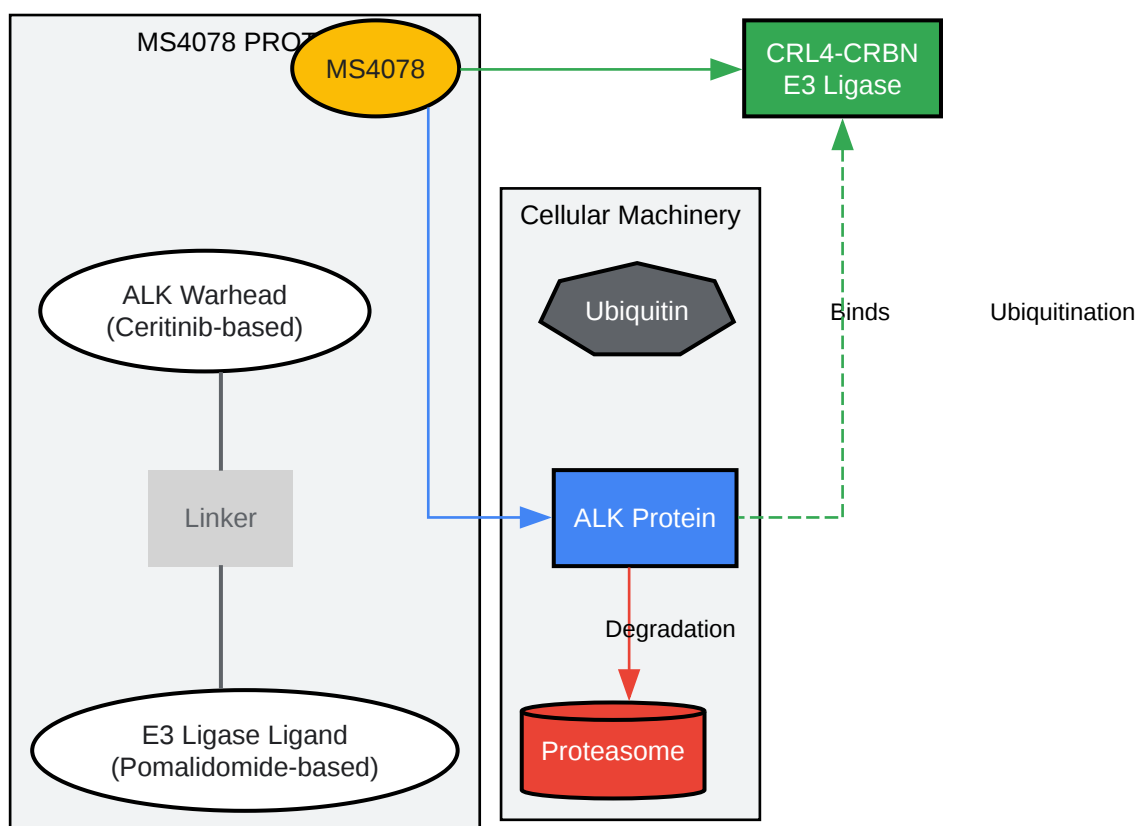 MS4078 PROT
MS4078
CRL4-CRBN
E3 Ligase
Cellular Machinery
ALK Warhead
(Ceritinib-based)
Ubiquitin
Binds
Ubiquitination
Linker
ALK Protein
Degradation
E3 Ligase Ligand
(Pomalidomide-based)
Proteasome